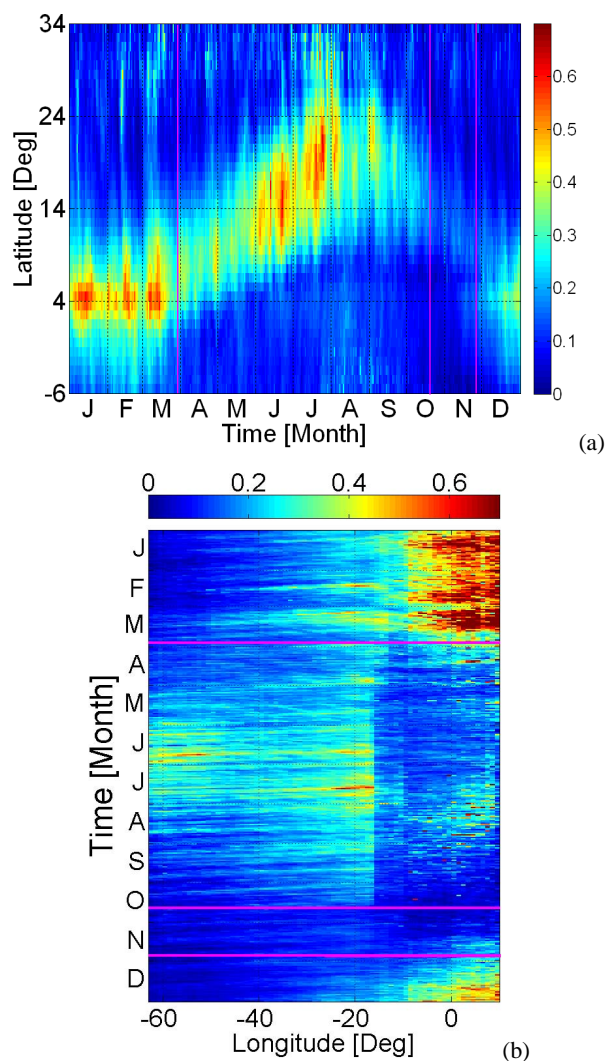 34
24
14
4
-6
Latitude [Deg]
J F M A M J J A S O N D
Time [Month]
0.6
0.5
0.4
0.3
0.2
0.1
0
(a)
0 0.2 0.4 0.6
J
F
M
A
M
J
J
A
S
O
N
D
Time [Month]
-60 -40 -20 0
Longitude [Deg]
(b)